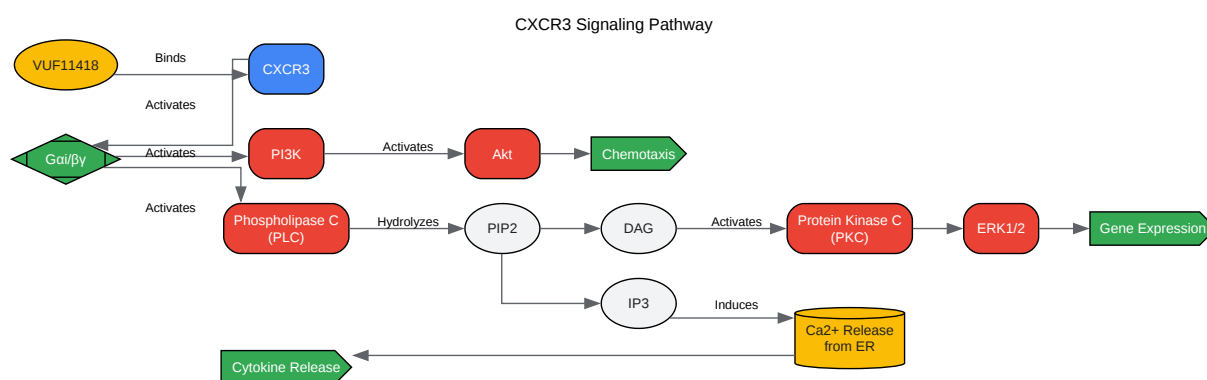 CXCR3 Signaling Pathway
VUF11418
Binds
CXCR3
Activates
Gαi/βγ
Activates
PI3K
Activates
Akt
Chemotaxis
Activates
Phospholipase C
(PLC)
Hydrolyzes
PIP2
DAG
Activates
Protein Kinase C
(PKC)
ERK1/2
Gene Expression
IP3
Induces
Ca2+ Release
from ER
Cytokine Release